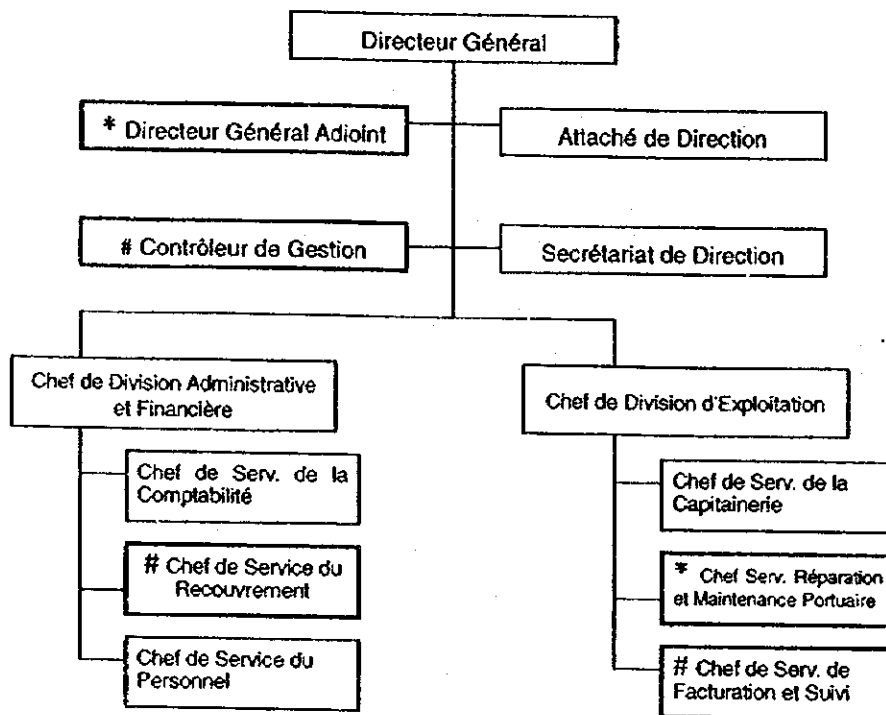 Directeur Général
* Directeur Général Adioint
Attaché de Direction
# Contrôleur de Gestion
Secrétariat de Direction
Chef de Division Administrative
et Financière
Chef de Serv. de la
Comptabilité
# Chef de Service du
Recouvrement
Chef de Service du
Personnel
Chef de Division d'Exploitation
Chef de Serv. de la
Capitainerie
* Chef Serv. Réparation
et Maintenance Portuaire
# Chef de Serv. de
Facturation et Suivi